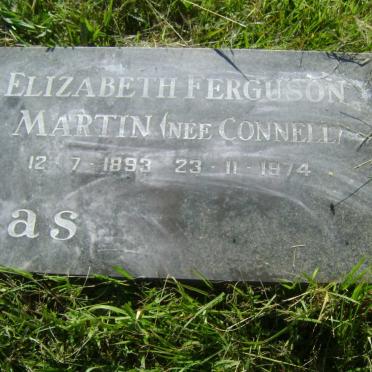 ELIZABETH FERGUSON
MARTIN (NEE CONNELL)
12-7-1893 23-11-1974
as